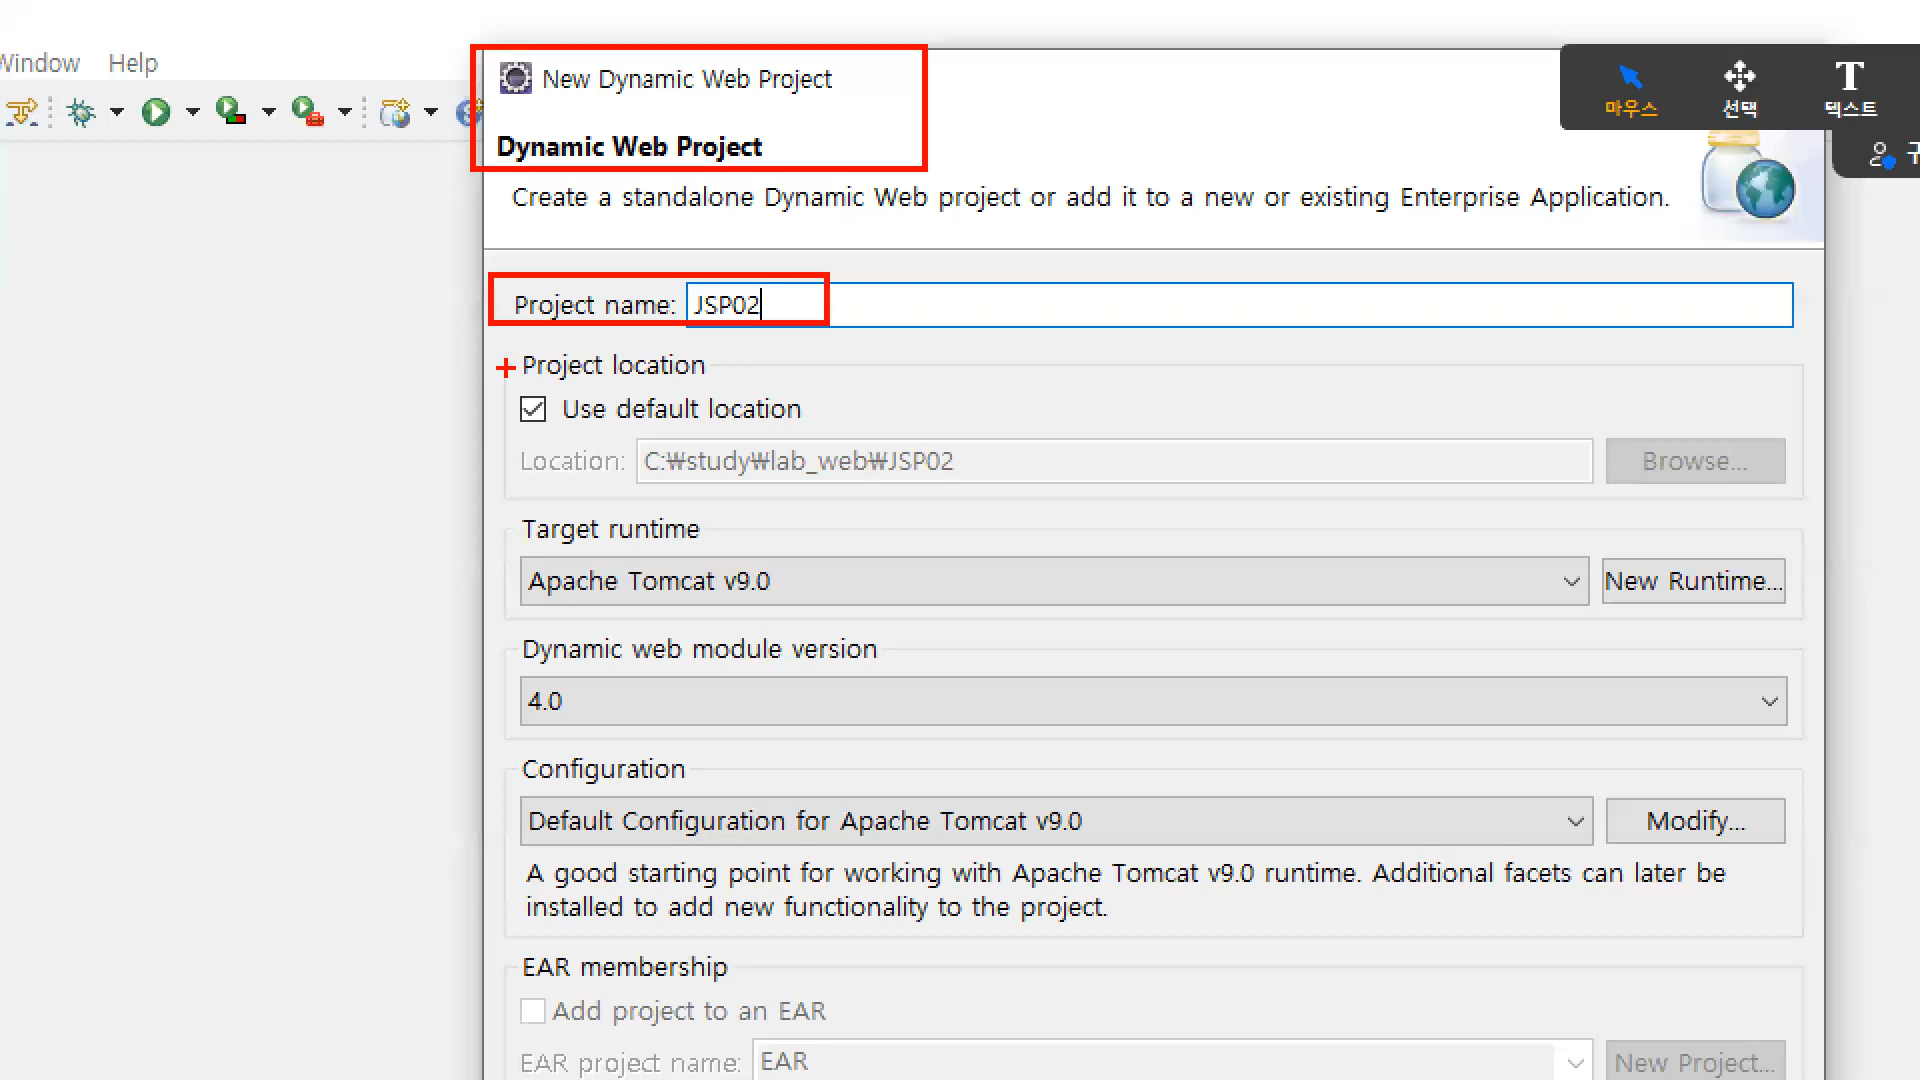 Window Help
New Dynamic Web Project
마우스 선택 텍스트
Dynamic Web Project
Create a standalone Dynamic Web project or add it to a new or existing Enterprise Application.
Project name: JSP02
Project location
Use default location
Location: C:₩study₩lab_web₩JSP02 Browse...
Target runtime
Apache Tomcat v9.0 New Runtime...
Dynamic web module version
4.0
Configuration
Default Configuration for Apache Tomcat v9.0 Modify...
A good starting point for working with Apache Tomcat v9.0 runtime. Additional facets can later be
installed to add new functionality to the project.
EAR membership
Add project to an EAR
EAR project name: EAR New Project...